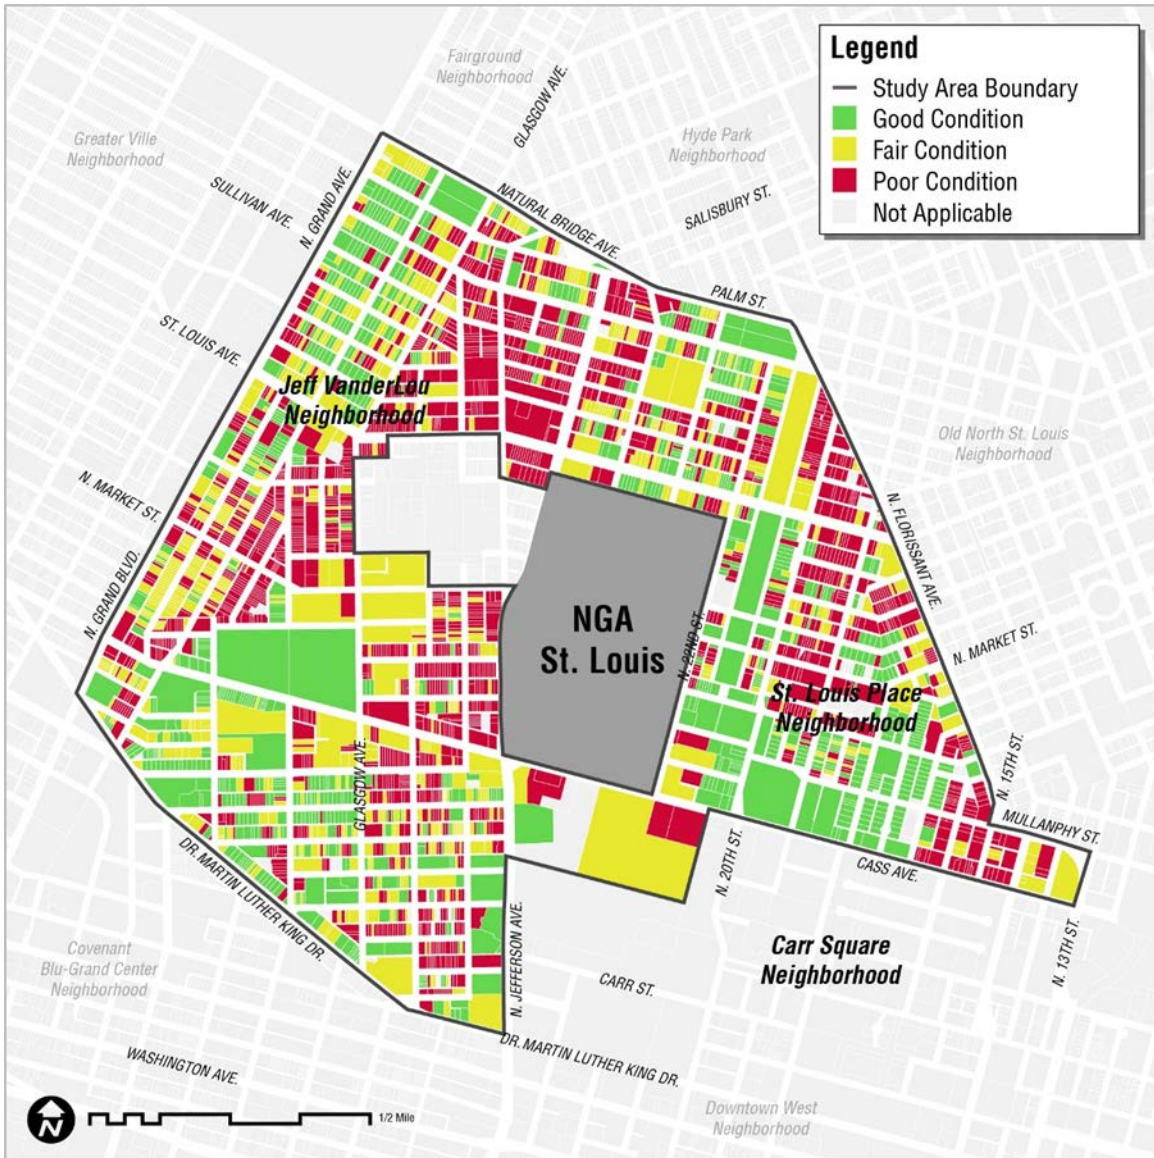 Legend
Study Area Boundary
Good Condition
Fair Condition
Poor Condition
Not Applicable
Fairground
Neighborhood
GLASGOW AVE.
Greater Ville
Neighborhood
Hyde Park
Neighborhood
SULLIVAN AVE.
N. GRAND AVE.
NATURAL BRIDGE AVE.
SALISBURY ST.
PALM ST.
ST. LOUIS AVE.
Jeff VanderLou
Neighborhood
Old North St. Louis
Neighborhood
N. MARKET ST.
N. FLORISSANT AVE.
N. GRAND BLVD.
NGA
St. Louis
N. 22ND ST.
N. MARKET ST.
St. Louis Place
Neighborhood
GLASGOW AVE.
N. 15TH ST.
MULLANPHY ST.
DR. MARTIN LUTHER KING DR.
N. 20TH ST.
CASS AVE.
Covenant
Blu-Grand Center
Neighborhood
N. JEFFERSON AVE.
Carr Square
Neighborhood
N. 13TH ST.
CARR ST.
WASHINGTON AVE.
DR. MARTIN LUTHER KING DR.
N
1/2 Mile
Downtown West
Neighborhood